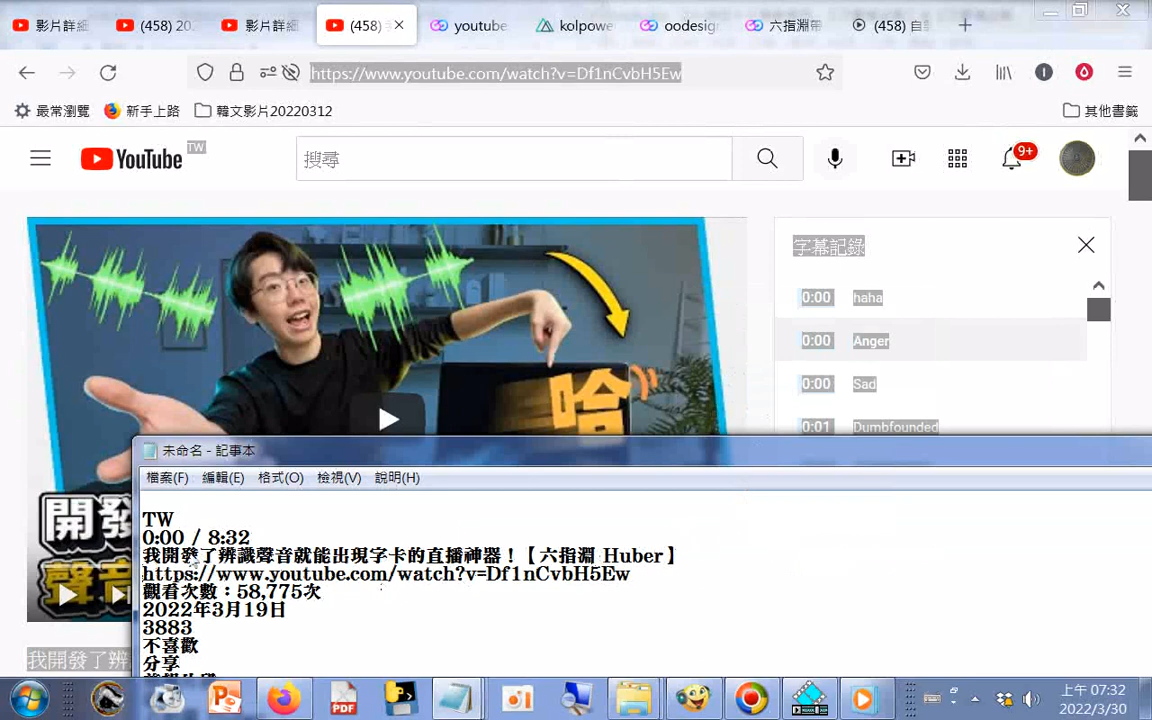 影片詳細
(458) 20
影片詳細
(458)
youtube
kolpowe
oodesig
六指淵帶
(458) 自
https://www.youtube.com/watch?v=Df1nCvbH5Ew
最常瀏覽
新手上路
韓文影片20220312
其他書籤
YouTube
TW
搜尋
9+
字幕記錄
0:00 haha
0:00 Anger
0:00 Sad
0:01 Dumbfounded
哈
開發
聲音
我開發了辨
未命名 - 記事本
檔案(F) 編輯(E) 格式(O) 檢視(V) 說明(H)
TW
0:00 / 8:32
我開發了辨識聲音就能出現字卡的直播神器！【六指淵 Huber】
https://www.youtube.com/watch?v=Df1nCvbH5Ew
觀看次數：58,775次
2022年3月19日
3883
不喜歡
分享
PDF
上午 07:32
2022/3/30